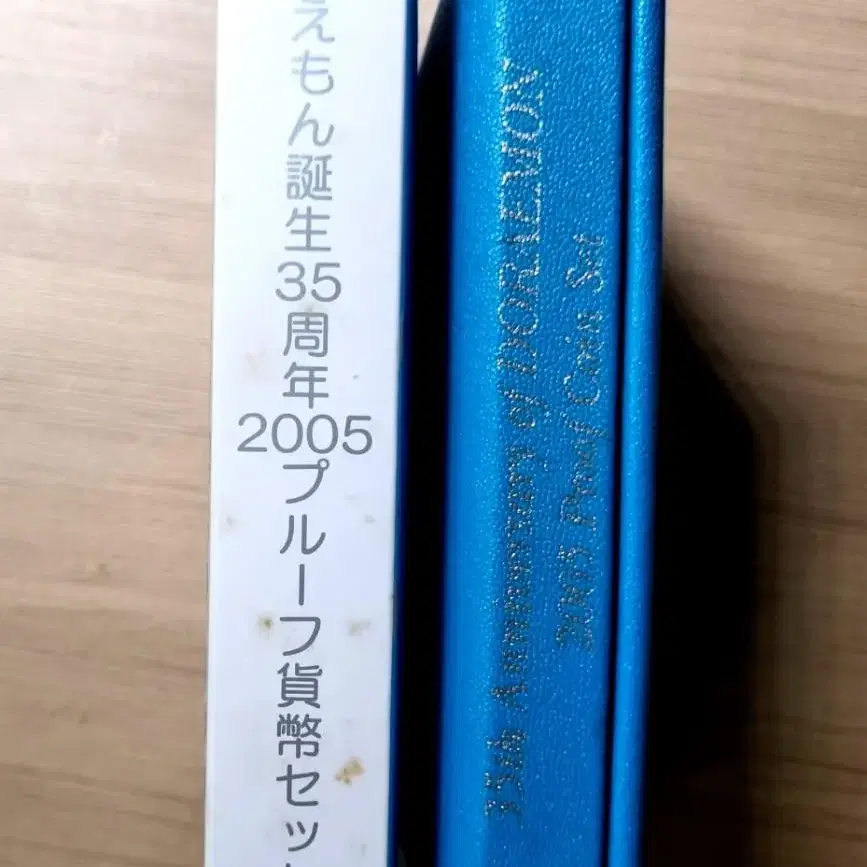 えもん誕生35周年2005プルーフ貨幣セッ
35th Anniversary of DORAEMON
2005 Proof Coin Set